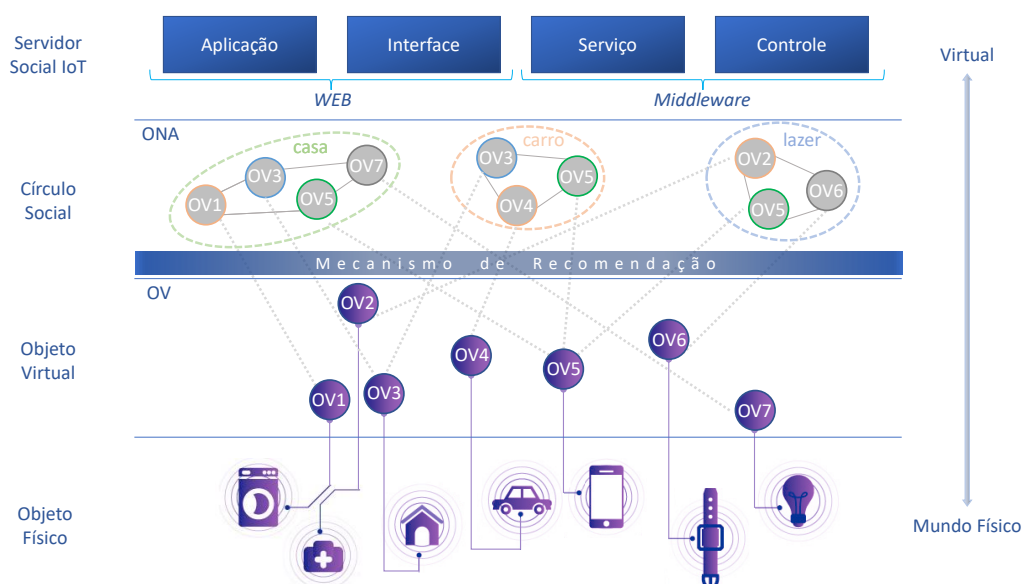 Servidor
Social IoT
Aplicação
Interface
Serviço
Controle
Virtual
WEB
Middleware
ONA
casa
carro
lazer
Círculo
Social
OV1
OV3
OV5
OV7
OV3
OV4
OV5
OV2
OV5
OV6
Mecanismo de Recomendação
OV
Objeto
Virtual
OV2
OV1
OV3
OV4
OV5
OV6
OV7
Objeto
Físico
Mundo Físico